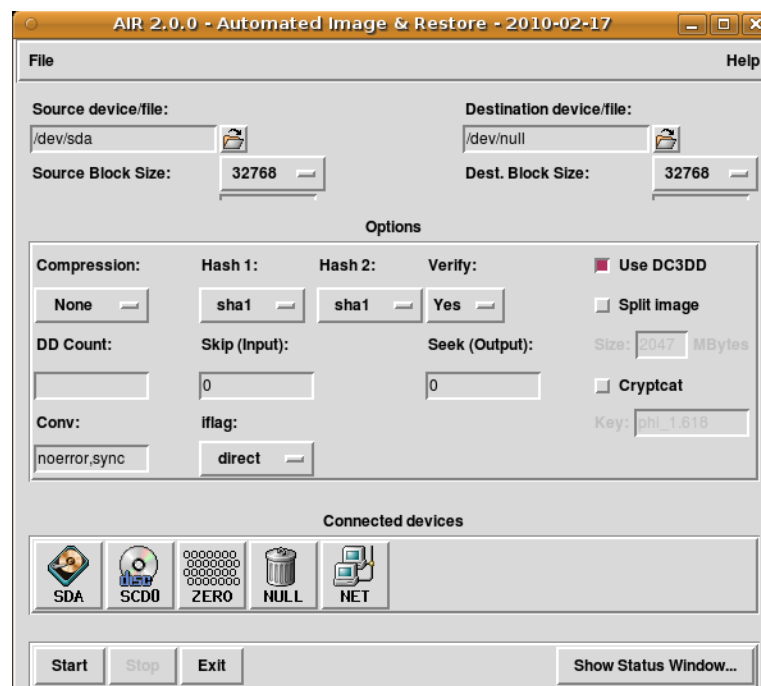 AIR 2.0.0 - Automated Image & Restore - 2010-02-17
File Help
Source device/file: Destination device/file:
/dev/sda /dev/null
Source Block Size: 32768 Dest. Block Size: 32768
Options
Compression: Hash 1: Hash 2: Verify: Use DC3DD
None sha1 sha1 Yes Split image
DD Count: Skip (Input): Seek (Output): Size: 2047 MBytes
0 0 Cryptcat
Conv: iflag: Key: phi_1.618
noerror,sync direct
Connected devices
SDA SCD0 ZERO NULL NET
Start Stop Exit Show Status Window...